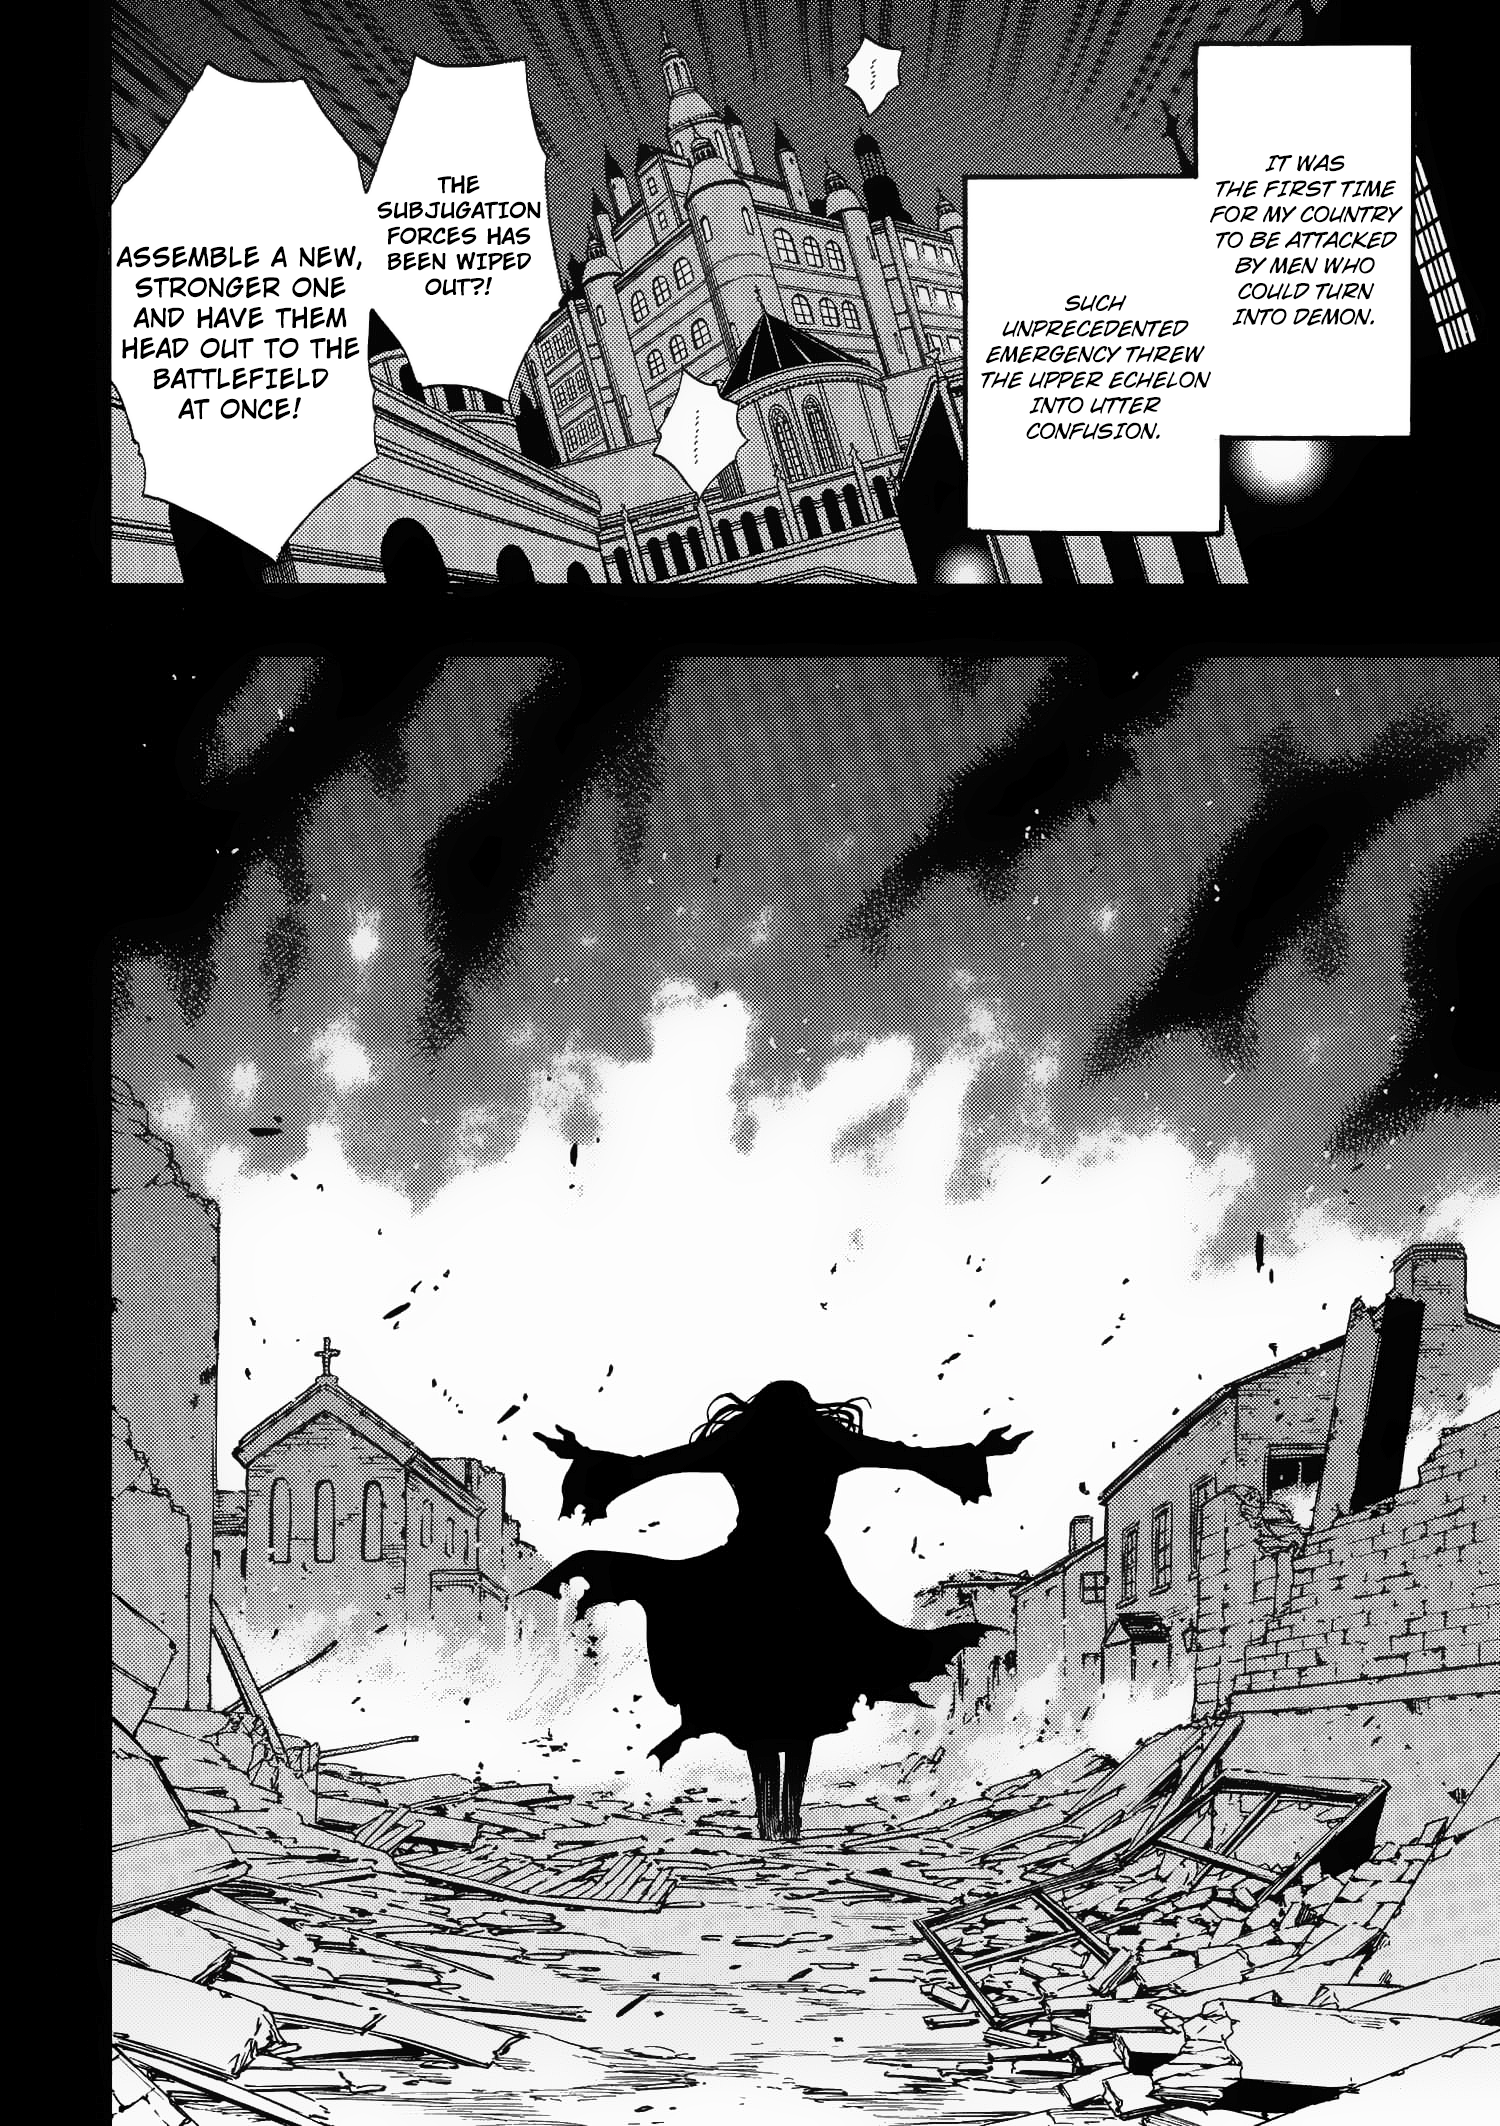 IT WAS
THE FIRST TIME
FOR MY COUNTRY
TO BE ATTACKED
BY MEN WHO
COULD TURN
INTO DEMON.
SUCH
UNPRECEDENTED
EMERGENCY THREW
THE UPPER ECHELON
INTO UTTER
CONFUSION.
THE
SUBJUGATION
FORCES HAS
BEEN WIPED
OUT?!
ASSEMBLE A NEW,
STRONGER ONE
AND HAVE THEM
HEAD OUT TO THE
BATTLEFIELD
AT ONCE!